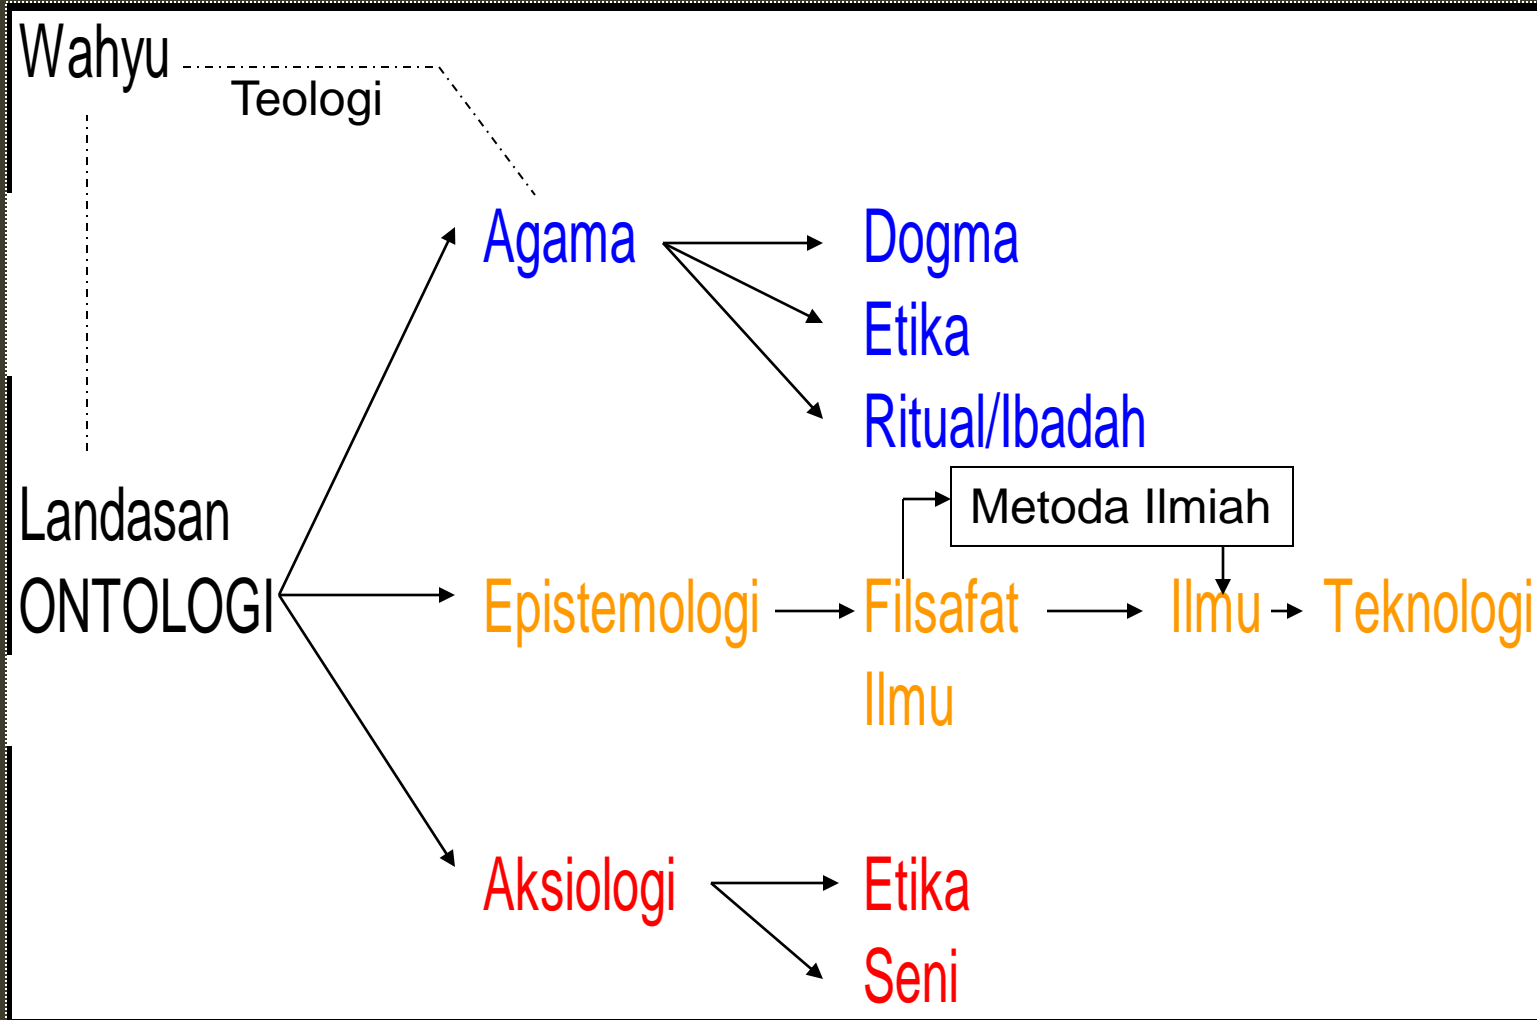 Wahyu
Teologi
Agama
Dogma
Etika
Ritual/Ibadah
Landasan
ONTOLOGI
Metoda Ilmiah
Epistemologi
Filsafat
Ilmu
Ilmu
Teknologi
Aksiologi
Etika
Seni